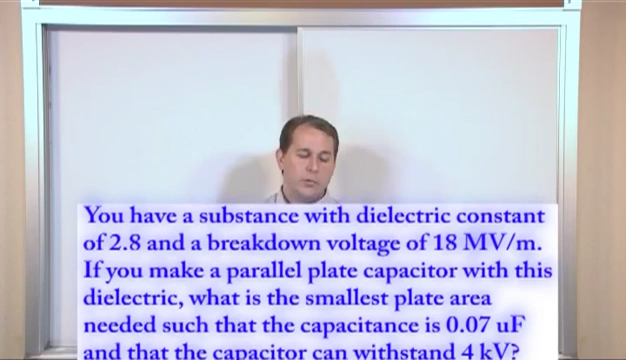 You have a substance with dielectric constant
of 2.8 and a breakdown voltage of 18 MV/m.
If you make a parallel plate capacitor with this
dielectric, what is the smallest plate area
needed such that the capacitance is 0.07 uF
and that the capacitor can withstand 4 kV?